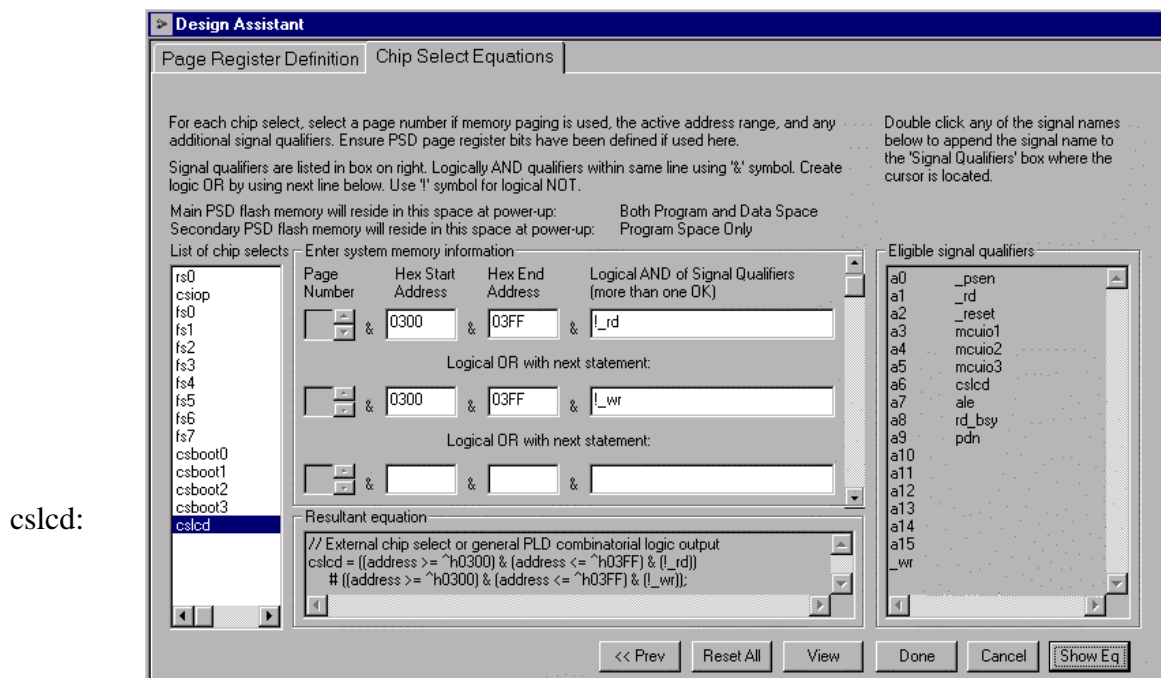 Design Assistant
Page Register Definition
Chip Select Equations
For each chip select, select a page number if memory paging is used, the active address range, and any
additional signal qualifiers. Ensure PSD page register bits have been defined if used here.
Signal qualifiers are listed in box on right. Logically AND qualifiers within same line using '&' symbol. Create
logic OR by using next line below. Use '!' symbol for logical NOT.
Main PSD flash memory will reside in this space at power-up: Both Program and Data Space
Secondary PSD flash memory will reside in this space at power-up: Program Space Only
Double click any of the signal names
below to append the signal name to
the 'Signal Qualifiers' box where the
cursor is located.
cslcd:
List of chip selects
rs0
csiop
fs0
fs1
fs2
fs3
fs4
fs5
fs6
fs7
csboot0
csboot1
csboot2
csboot3
cslcd
Enter system memory information
Page Hex Start Hex End Logical AND of Signal Qualifiers
Number Address Address (more than one OK)
& 0300 & 03FF & !_rd
Logical OR with next statement:
& 0300 & 03FF & !_wr
Logical OR with next statement:
& & &
Resultant equation
// External chip select or general PLD combinatorial logic output
cslcd = ((address >= ^h0300) & (address <= ^h03FF) & (!_rd))
# ((address >= ^h0300) & (address <= ^h03FF) & (!_wr));
Eligible signal qualifiers
a0 _psen
a1 _rd
a2 _reset
a3 mcuio1
a4 mcuio2
a5 mcuio3
a6 cslcd
a7 ale
a8 rd_bsy
a9 pdn
a10
a11
a12
a13
a14
a15
_wr
<< Prev
Reset All
View
Done
Cancel
Show Eq